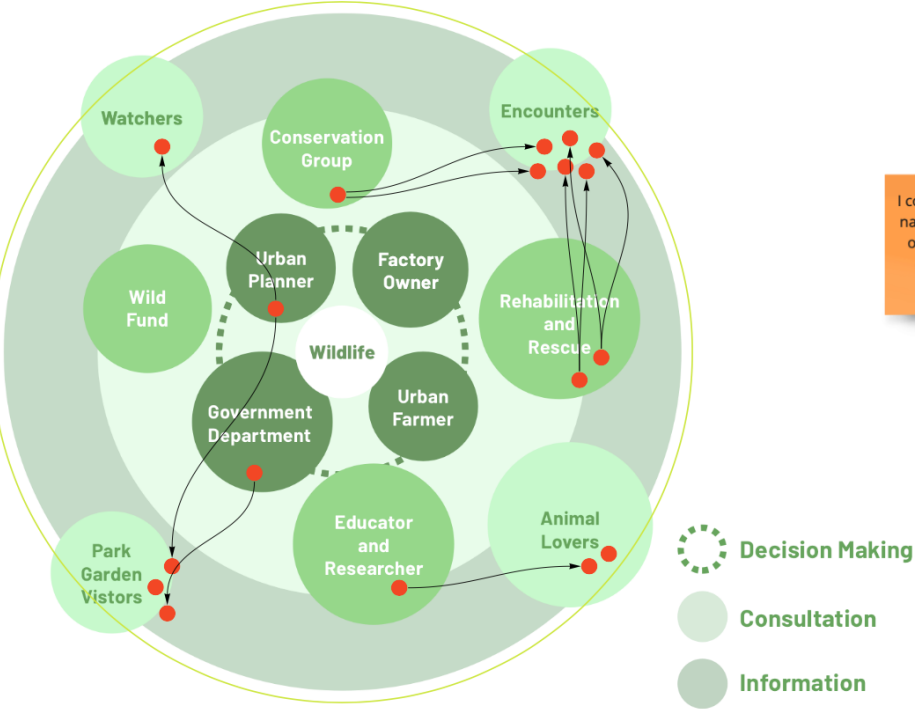 Watchers
Encounters
Conservation
Group
Urban
Planner
Factory
Owner
Wild
Fund
Rehabilitation
and
Rescue
Wildlife
Government
Department
Urban
Farmer
Educator
and
Researcher
Animal
Lovers
Park
Garden
Vistors
Decision Making
Consultation
Information
I